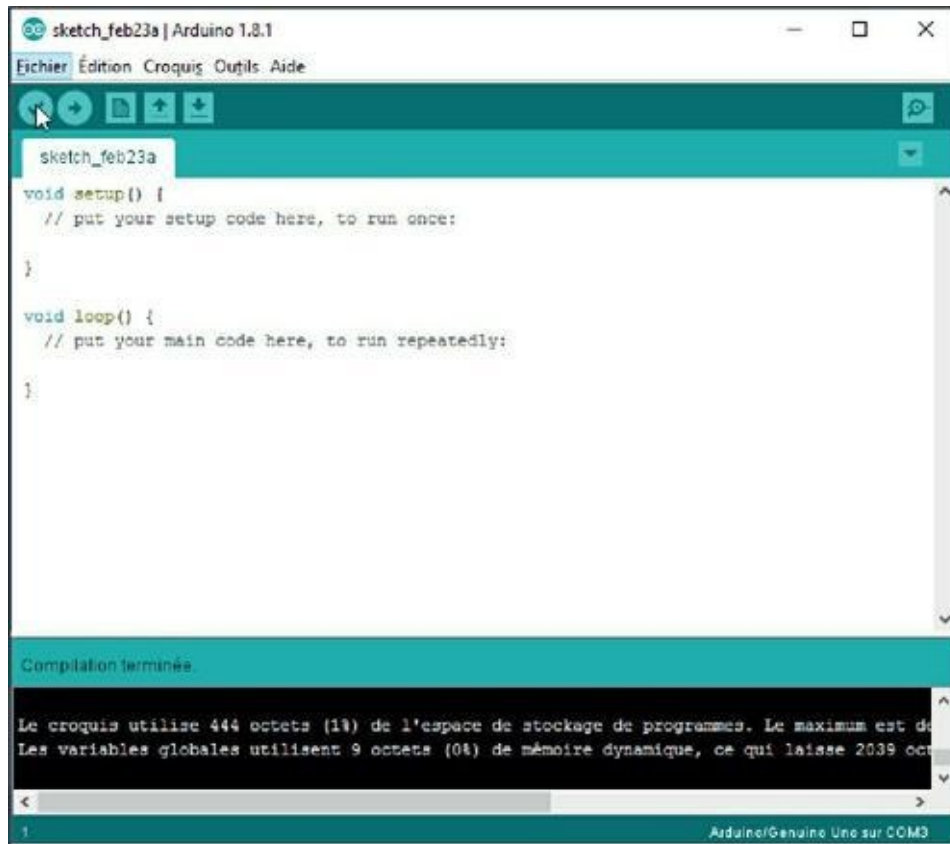 sketch_feb23a | Arduino 1.8.1
Fichier Édition Croquis Outils Aide
sketch_feb23a
void setup() {
  // put your setup code here, to run once:
}
void loop() {
  // put your main code here, to run repeatedly:
}
Compilation terminée.
Le croquis utilise 444 octets (1%) de l'espace de stockage de programmes. Le maximum est de
Les variables globales utilisent 9 octets (0%) de mémoire dynamique, ce qui laisse 2039 oct
1
Arduino/Genuino Uno sur COM3